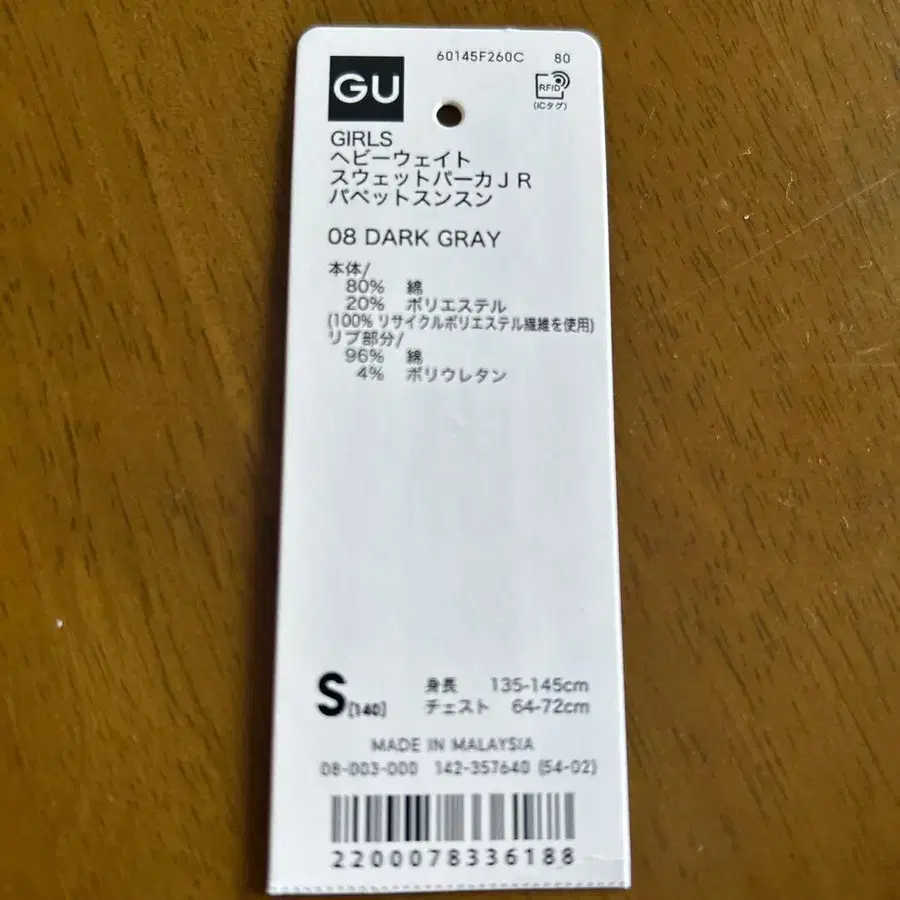 60145F260C 80
GU
RFID
(ICタグ)
GIRLS
ヘビーウェイト
スウェットパーカJR
パペットスンスン
08 DARK GRAY
本体/
80% 綿
20% ポリエステル
(100% リサイクルポリエステル繊維を使用)
リブ部分/
96% 綿
4% ポリウレタン
S[140] 身長 135-145cm
チェスト 64-72cm
MADE IN MALAYSIA
08-003-000 142-357640 (54-02)
2200078336188